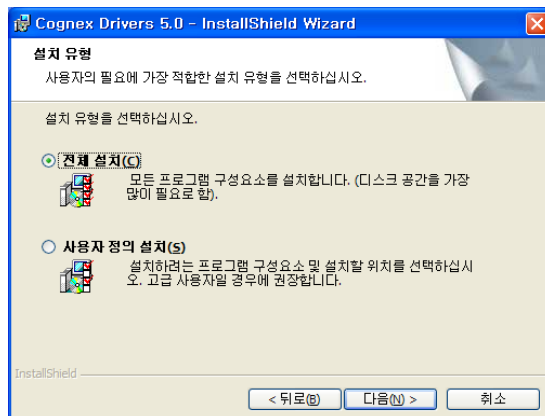 Cognex Drivers 5.0 - InstallShield Wizard
설치 유형
사용자의 필요에 가장 적합한 설치 유형을 선택하십시오.
설치 유형을 선택하십시오.
전체 설치(C)
모든 프로그램 구성요소를 설치합니다. (디스크 공간을 가장
많이 필요로 함).
사용자 정의 설치(S)
설치하려는 프로그램 구성요소 및 설치할 위치를 선택하십시
오. 고급 사용자일 경우에 권장합니다.
InstallShield
< 뒤로(B) 다음(N) > 취소